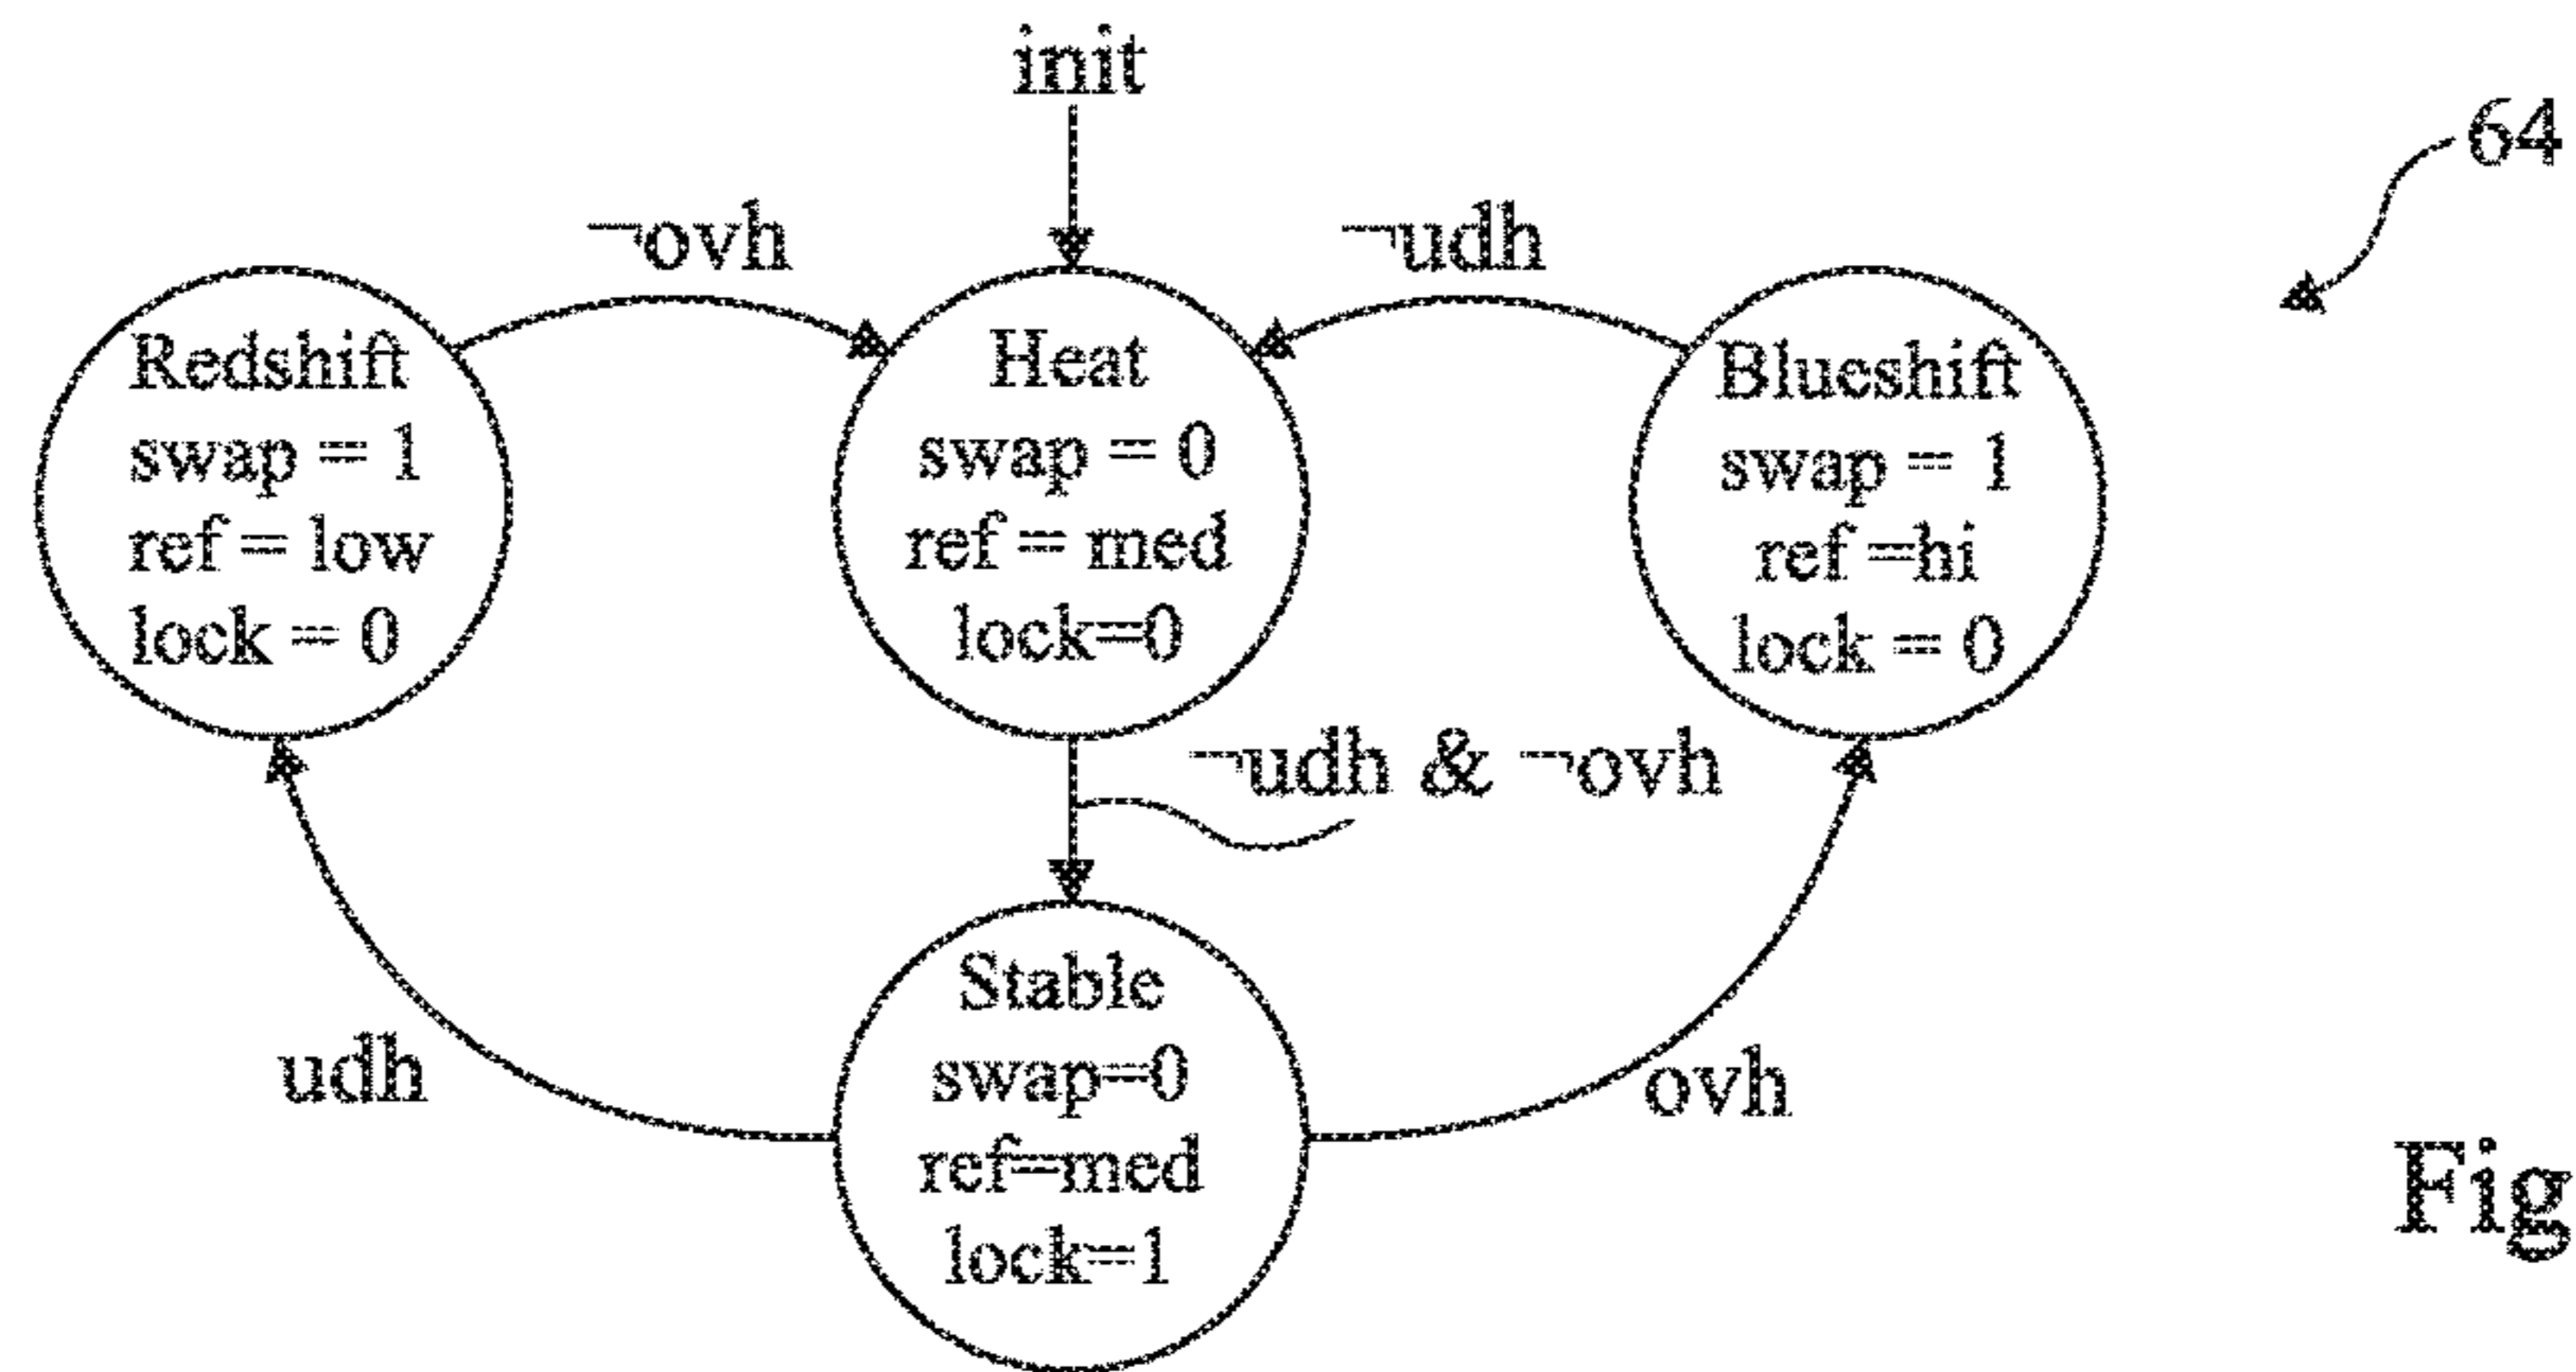 init
64
¬ovh
¬udh
Redshift
swap = 1
ref = low
lock = 0
Heat
swap = 0
ref = med
lock=0
Blueshift
swap = 1
ref =hi
lock = 0
¬udh & ¬ovh
Stable
swap=0
ref=med
lock=1
udh
ovh
Fig